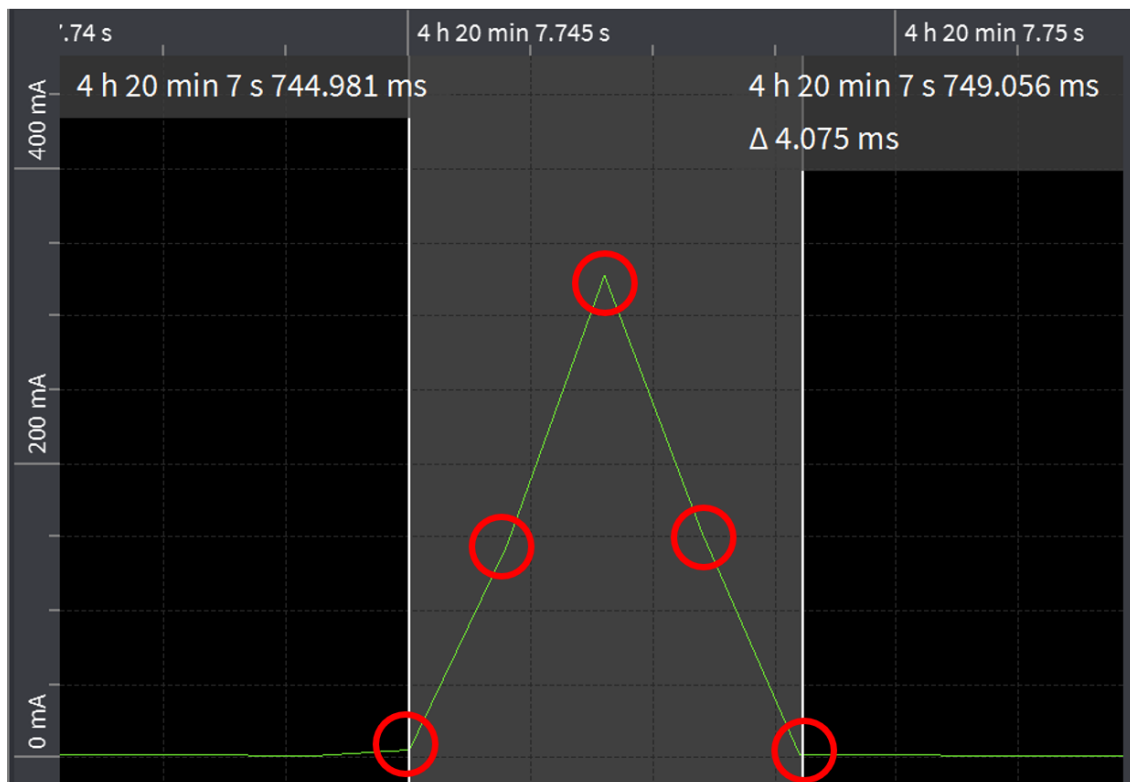 7.74 s
4 h 20 min 7.745 s
4 h 20 min 7.75 s
4 h 20 min 7 s 744.981 ms
4 h 20 min 7 s 749.056 ms
Δ 4.075 ms
400 mA
200 mA
0 mA